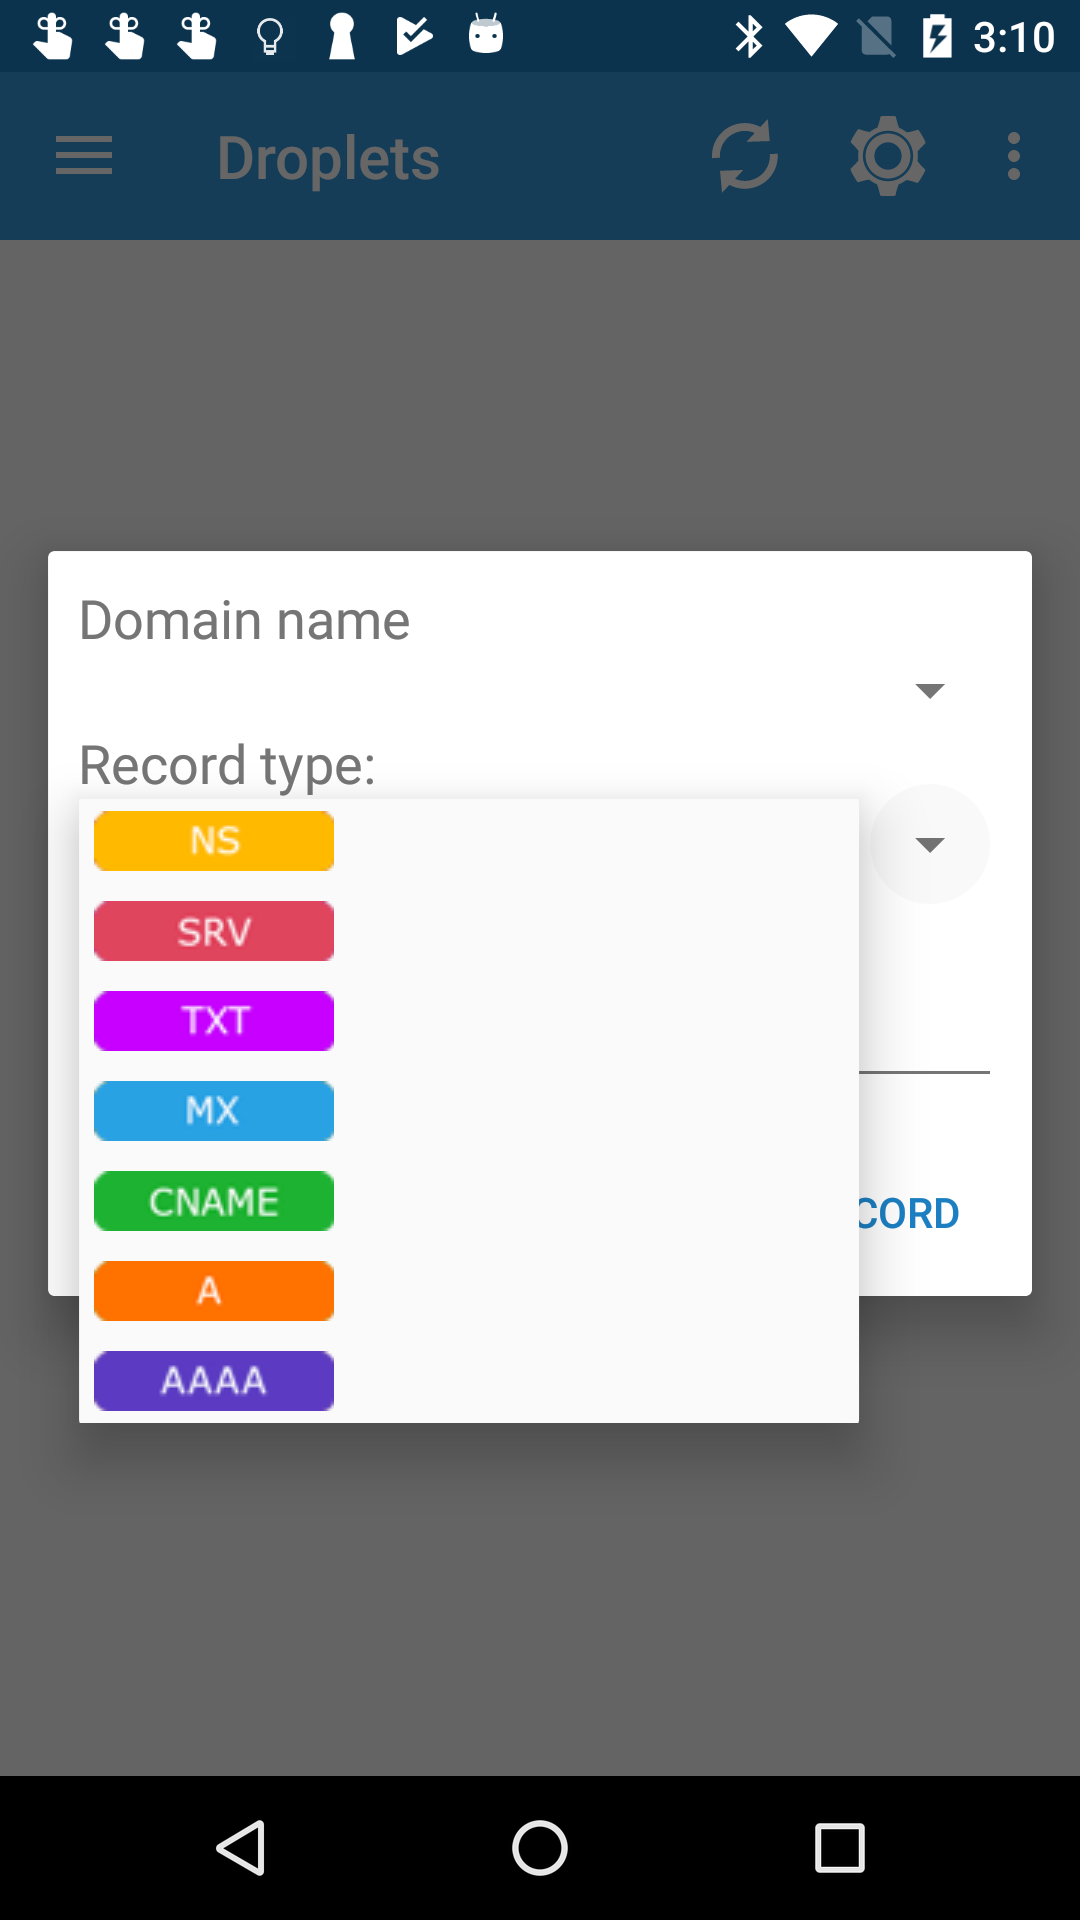 3:10
Droplets
Domain name
Record type:
NS
SRV
TXT
MX
CNAME
CORD
A
AAAA